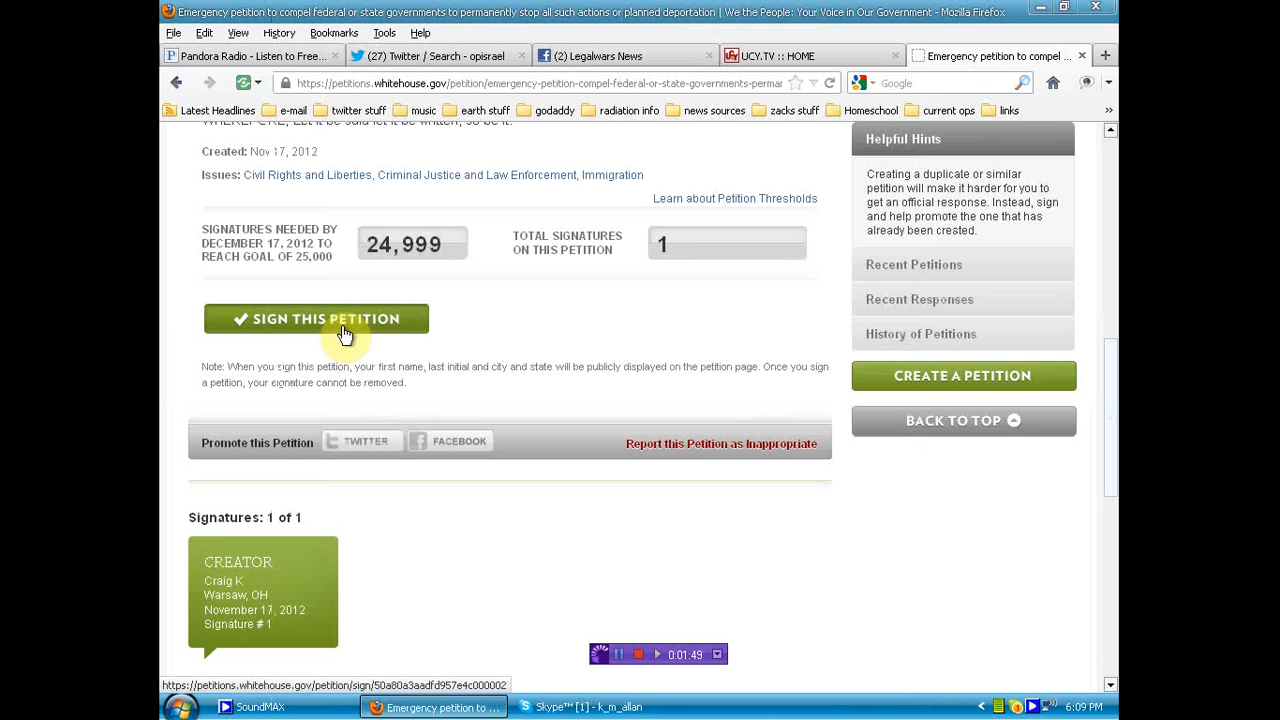 Emergency petition to compel federal or state governments to permanently stop all such actions or planned deportation | We the People: Your Voice in Our Government - Mozilla Firefox
File View History Bookmarks Tools Help
Pandora Radio - Listen to Free... (27) Twitter / Search - opisrael (2) Legalwars News UCY.TV :: HOME Emergency petition to compel ...
https://petitions.whitehouse.gov/petition/emergency-petition-compel-federal-or-state-governments-permar Google
Latest Headlines e-mail twitter stuff music earth stuff godaddy radiation info news sources zacks stuff Homeschool current ops links »
Created: Nov 17, 2012
Issues: Civil Rights and Liberties, Criminal Justice and Law Enforcement, Immigration
Learn about Petition Thresholds
SIGNATURES NEEDED BY
DECEMBER 17, 2012 TO
REACH GOAL OF 25,000
24,999
TOTAL SIGNATURES
ON THIS PETITION
1
SIGN THIS PETITION
Note: When you sign this petition, your first name, last initial and city and state will be publicly displayed on the petition page. Once you sign
a petition, your signature cannot be removed.
Promote this Petition TWITTER FACEBOOK Report this Petition as Inappropriate
Signatures: 1 of 1
CREATOR
Craig K
Warsaw, OH
November 17, 2012
Signature # 1
Helpful Hints
Creating a duplicate or similar
petition will make it harder for you to
get an official response. Instead, sign
and help promote the one that has
already been created.
Recent Petitions
Recent Responses
History of Petitions
CREATE A PETITION
BACK TO TOP
0:01:49
https://petitions.whitehouse.gov/petition/sign/50a80a3aadfd957e4c000002
SoundMAX Emergency petition to ... Skype™ [1] - k_m_allan 6:09 PM